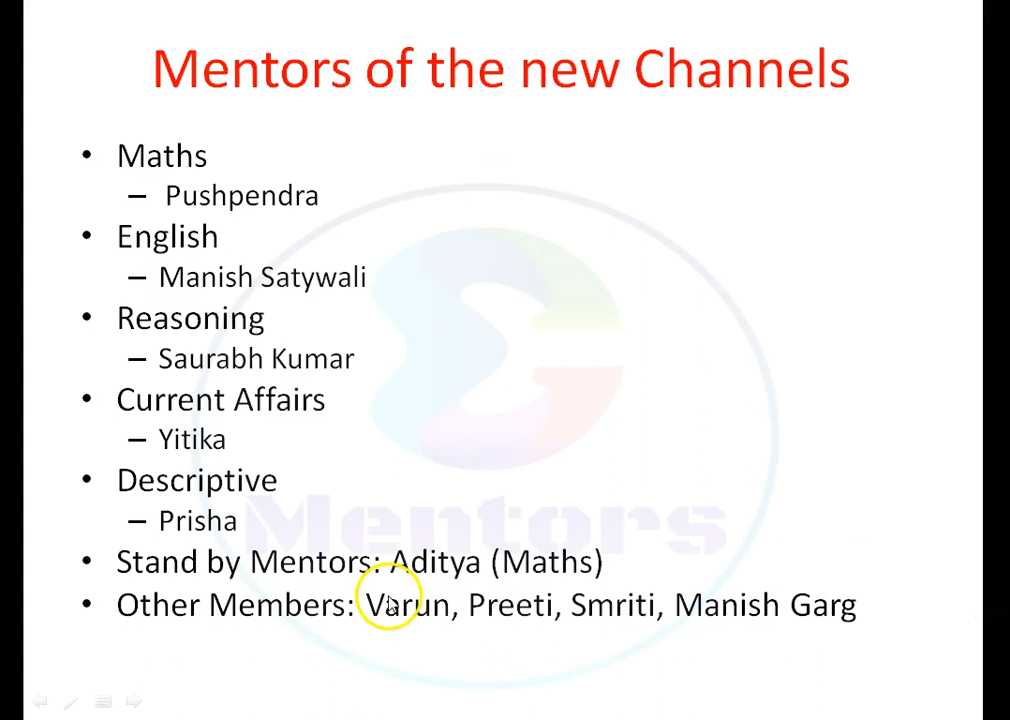 Mentors of the new Channels
• Maths
– Pushpendra
• English
– Manish Satywali
• Reasoning
– Saurabh Kumar
• Current Affairs
– Yitika
• Descriptive
– Prisha
• Stand by Mentors: Aditya (Maths)
• Other Members: Varun, Preeti, Smriti, Manish Garg
Mentors